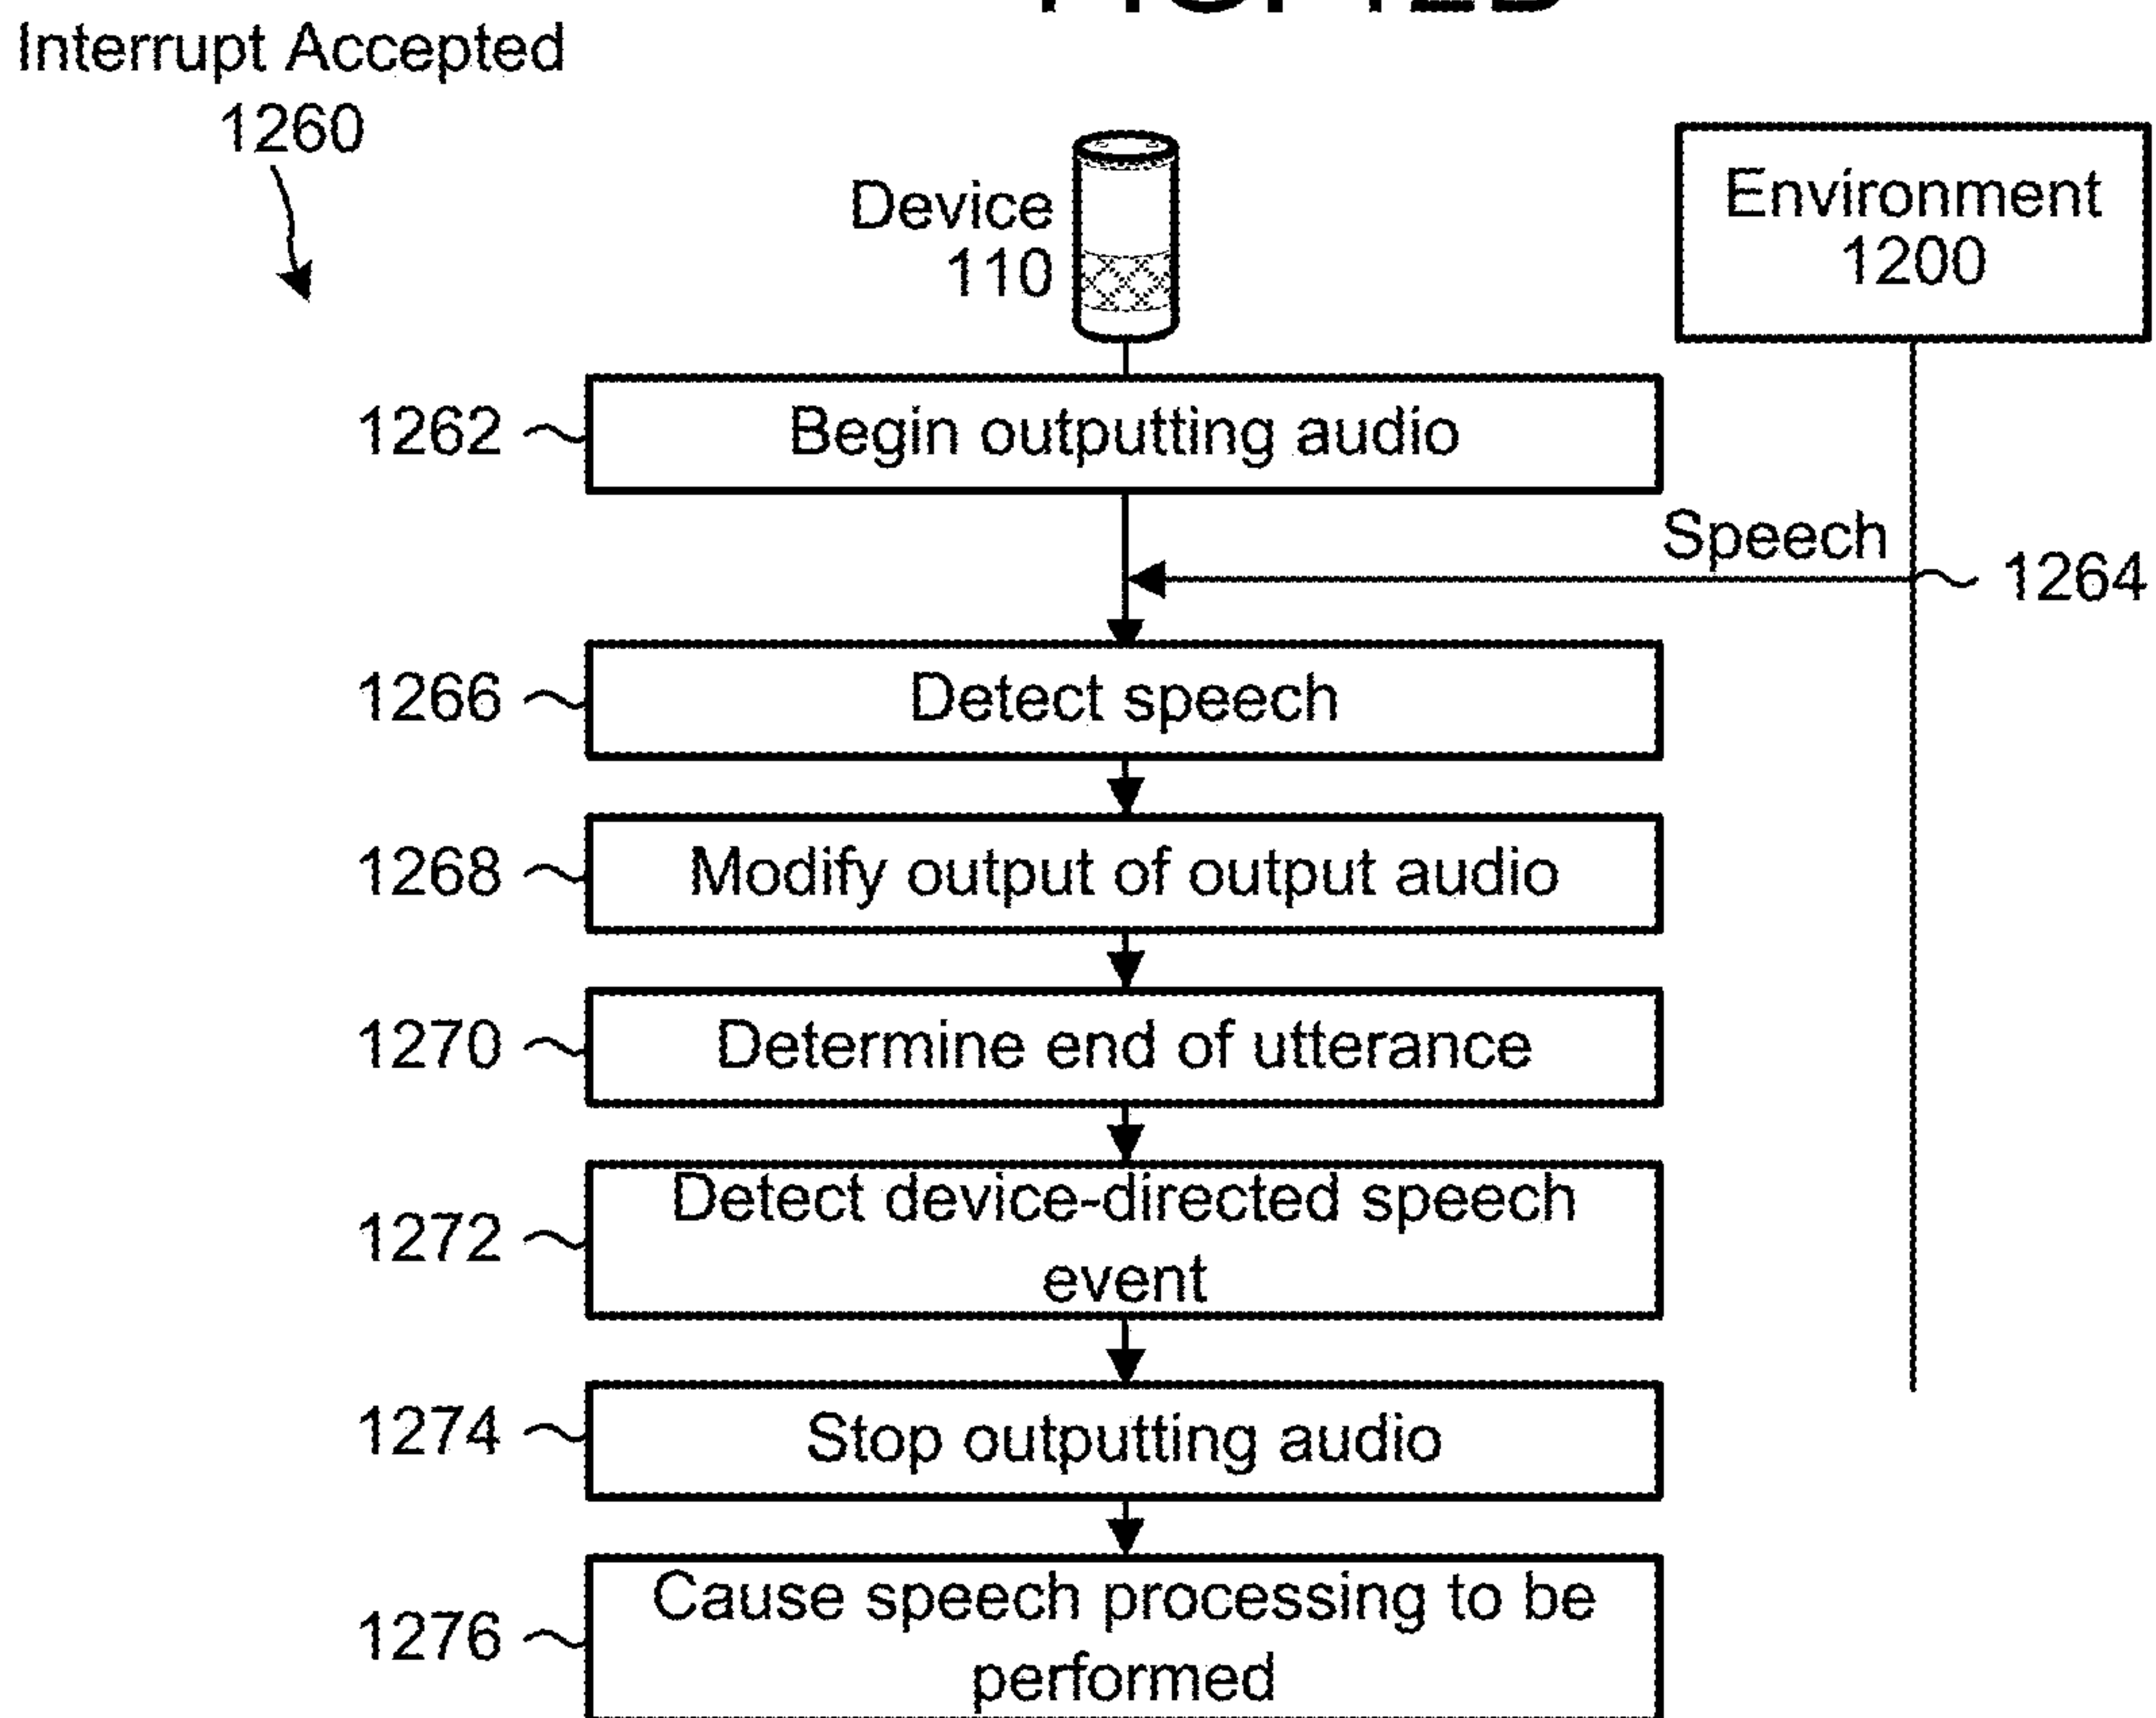 Interrupt Accepted
1260
Device
110
Environment
1200
1262
Begin outputting audio
Speech
1264
1266
Detect speech
1268
Modify output of output audio
1270
Determine end of utterance
1272
Detect device-directed speech
event
1274
Stop outputting audio
1276
Cause speech processing to be
performed